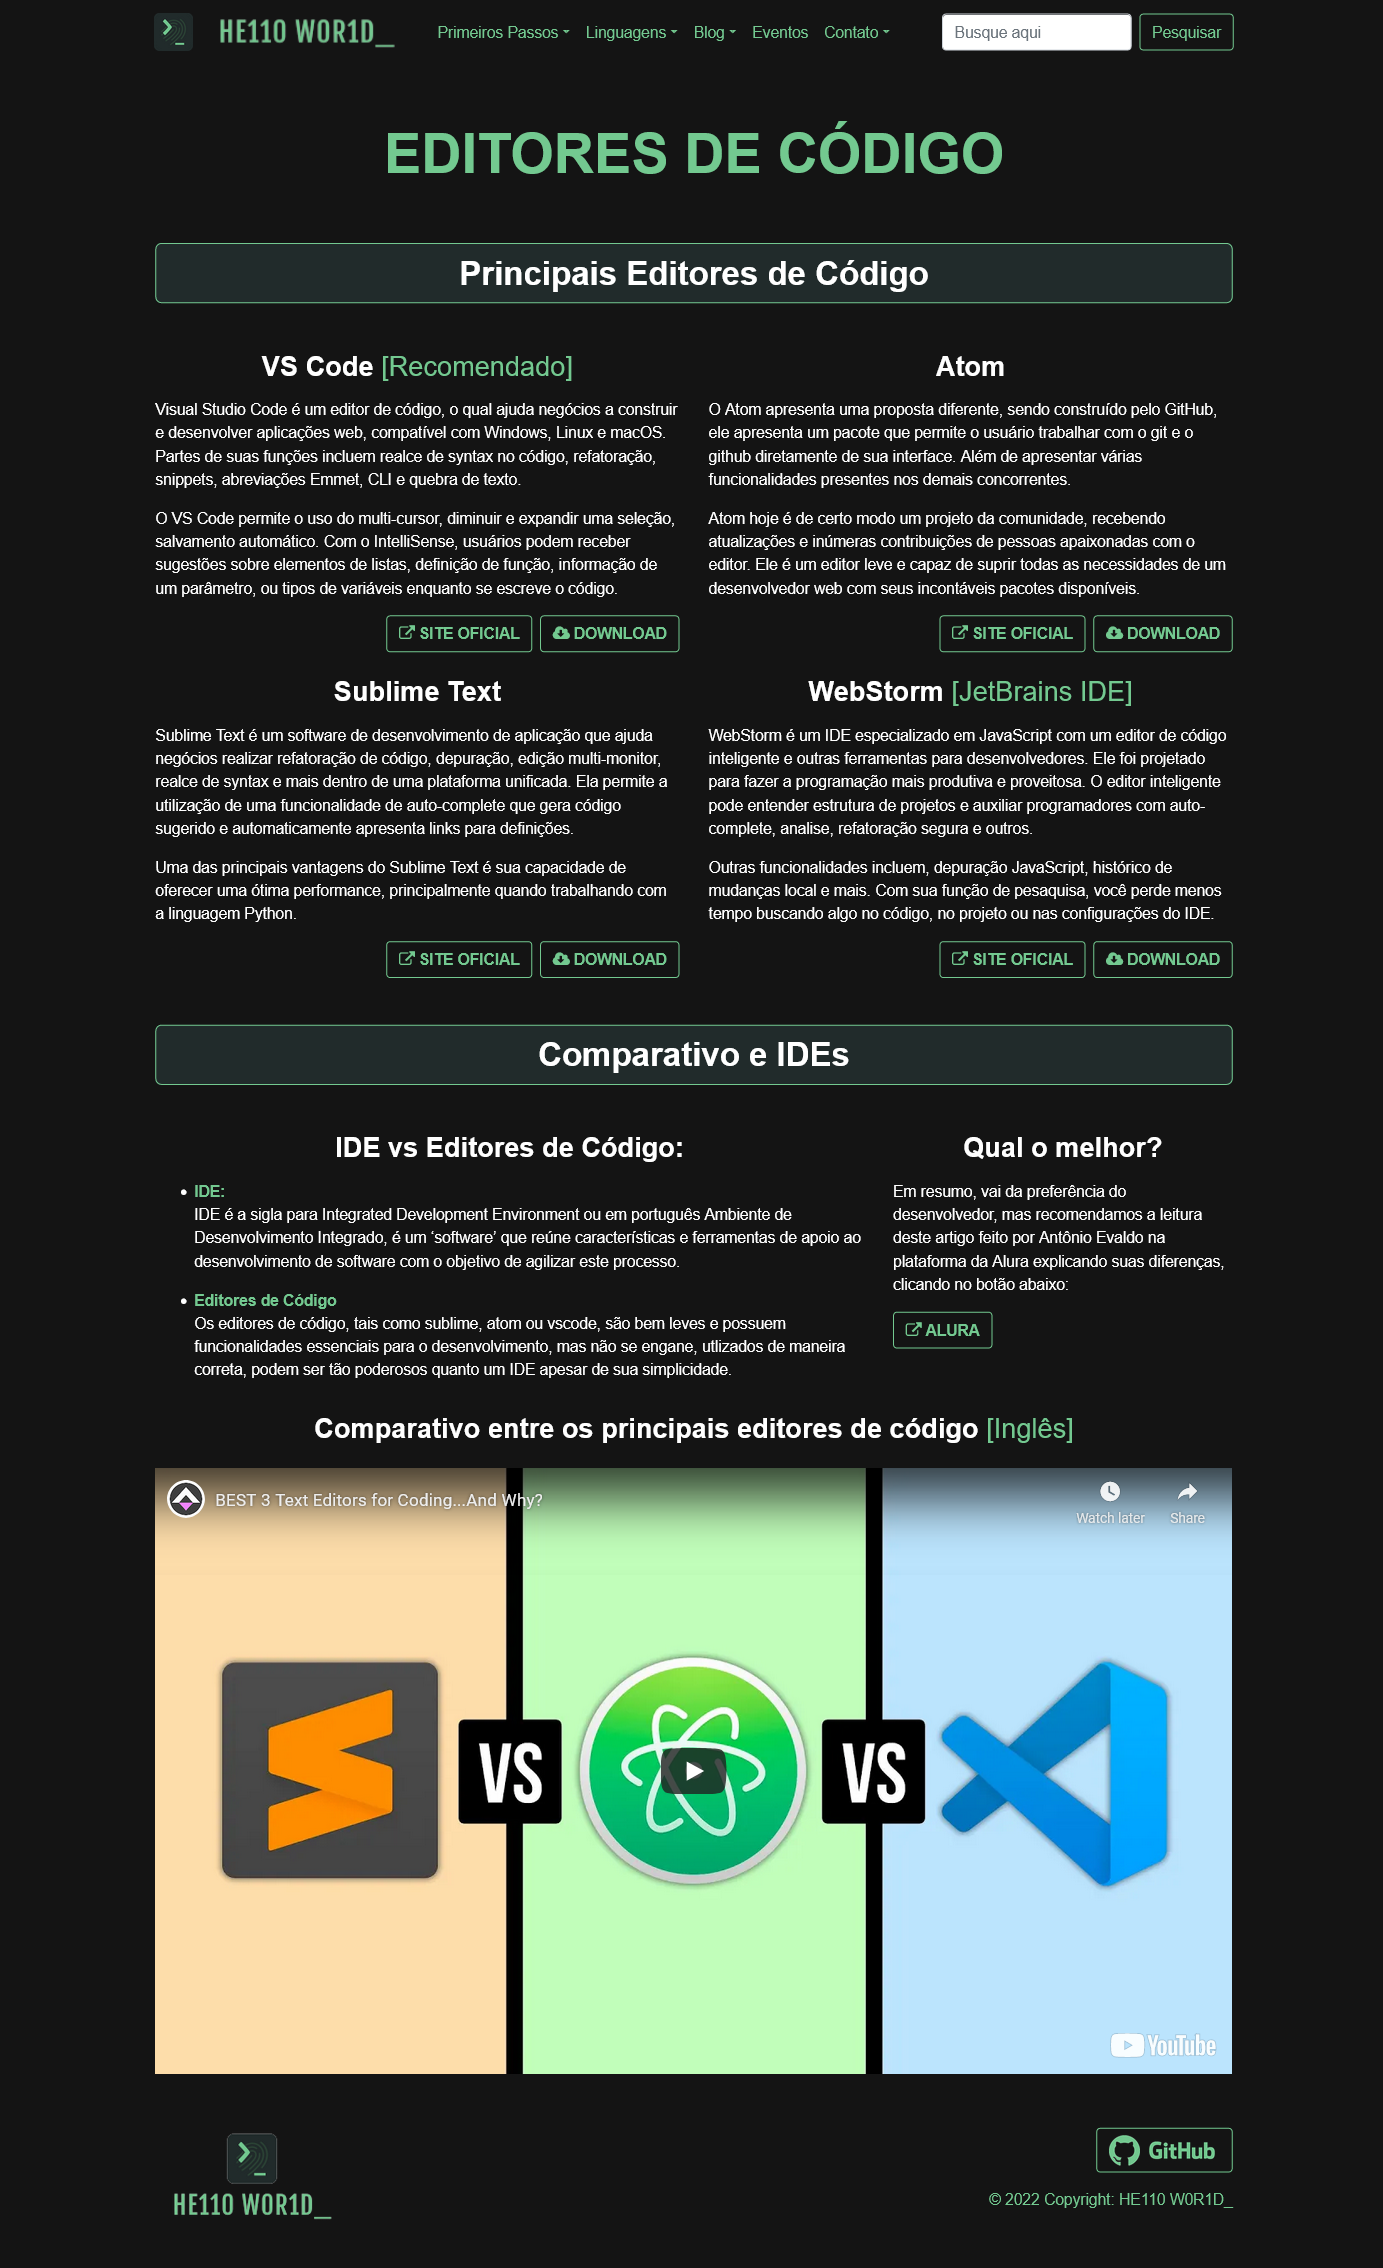 HE110 WOR1D_
Primeiros Passos
Linguagens
Blog
Eventos
Contato
Busque aqui
Pesquisar
EDITORES DE CÓDIGO
Principais Editores de Código
VS Code [Recomendado]
Visual Studio Code é um editor de código, o qual ajuda negócios a construir
e desenvolver aplicações web, compatível com Windows, Linux e macOS.
Partes de suas funções incluem realce de syntax no código, refatoração,
snippets, abreviações Emmet, CLI e quebra de texto.
O VS Code permite o uso do multi-cursor, diminuir e expandir uma seleção,
salvamento automático. Com o IntelliSense, usuários podem receber
sugestões sobre elementos de listas, definição de função, informação de
um parâmetro, ou tipos de variáveis enquanto se escreve o código.
SITE OFICIAL
DOWNLOAD
Atom
O Atom apresenta uma proposta diferente, sendo construído pelo GitHub,
ele apresenta um pacote que permite o usuário trabalhar com o git e o
github diretamente de sua interface. Além de apresentar várias
funcionalidades presentes nos demais concorrentes.
Atom hoje é de certo modo um projeto da comunidade, recebendo
atualizações e inúmeras contribuições de pessoas apaixonadas com o
editor. Ele é um editor leve e capaz de suprir todas as necessidades de um
desenvolvedor web com seus incontáveis pacotes disponíveis.
SITE OFICIAL
DOWNLOAD
Sublime Text
Sublime Text é um software de desenvolvimento de aplicação que ajuda
negócios realizar refatoração de código, depuração, edição multi-monitor,
realce de syntax e mais dentro de uma plataforma unificada. Ela permite a
utilização de uma funcionalidade de auto-complete que gera código
sugerido e automaticamente apresenta links para definições.
Uma das principais vantagens do Sublime Text é sua capacidade de
oferecer uma ótima performance, principalmente quando trabalhando com
a linguagem Python.
SITE OFICIAL
DOWNLOAD
WebStorm [JetBrains IDE]
WebStorm é um IDE especializado em JavaScript com um editor de código
inteligente e outras ferramentas para desenvolvedores. Ele foi projetado
para fazer a programação mais produtiva e proveitosa. O editor inteligente
pode entender estrutura de projetos e auxiliar programadores com auto-
complete, analise, refatoração segura e outros.
Outras funcionalidades incluem, depuração JavaScript, histórico de
mudanças local e mais. Com sua função de pesaquisa, você perde menos
tempo buscando algo no código, no projeto ou nas configurações do IDE.
SITE OFICIAL
DOWNLOAD
Comparativo e IDEs
IDE vs Editores de Código:
• IDE:
IDE é a sigla para Integrated Development Environment ou em português Ambiente de
Desenvolvimento Integrado, é um ‘software’ que reúne características e ferramentas de apoio ao
desenvolvimento de software com o objetivo de agilizar este processo.
• Editores de Código
Os editores de código, tais como sublime, atom ou vscode, são bem leves e possuem
funcionalidades essenciais para o desenvolvimento, mas não se engane, utlizados de maneira
correta, podem ser tão poderosos quanto um IDE apesar de sua simplicidade.
Qual o melhor?
Em resumo, vai da preferência do
desenvolvedor, mas recomendamos a leitura
deste artigo feito por Antônio Evaldo na
plataforma da Alura explicando suas diferenças,
clicando no botão abaixo:
ALURA
Comparativo entre os principais editores de código [Inglês]
BEST 3 Text Editors for Coding...And Why?
Watch later
Share
VS
VS
YouTube
HE110 WOR1D_
GitHub
© 2022 Copyright: HE110 W0R1D_